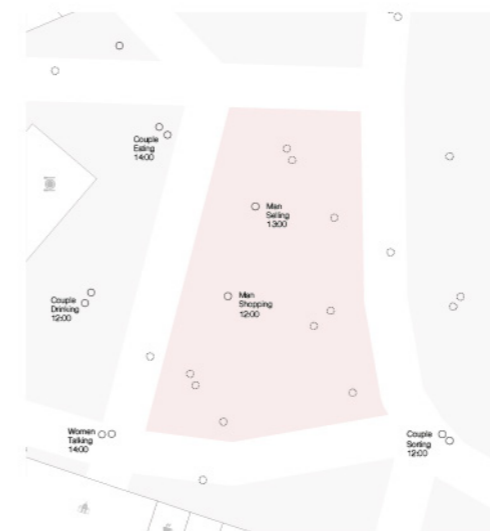 Couple
Eating
14:00
Man
Selling
13:00
Couple
Drinking
12:00
Man
Shopping
12:00
Women
Talking
14:00
Couple
Sorting
12:00